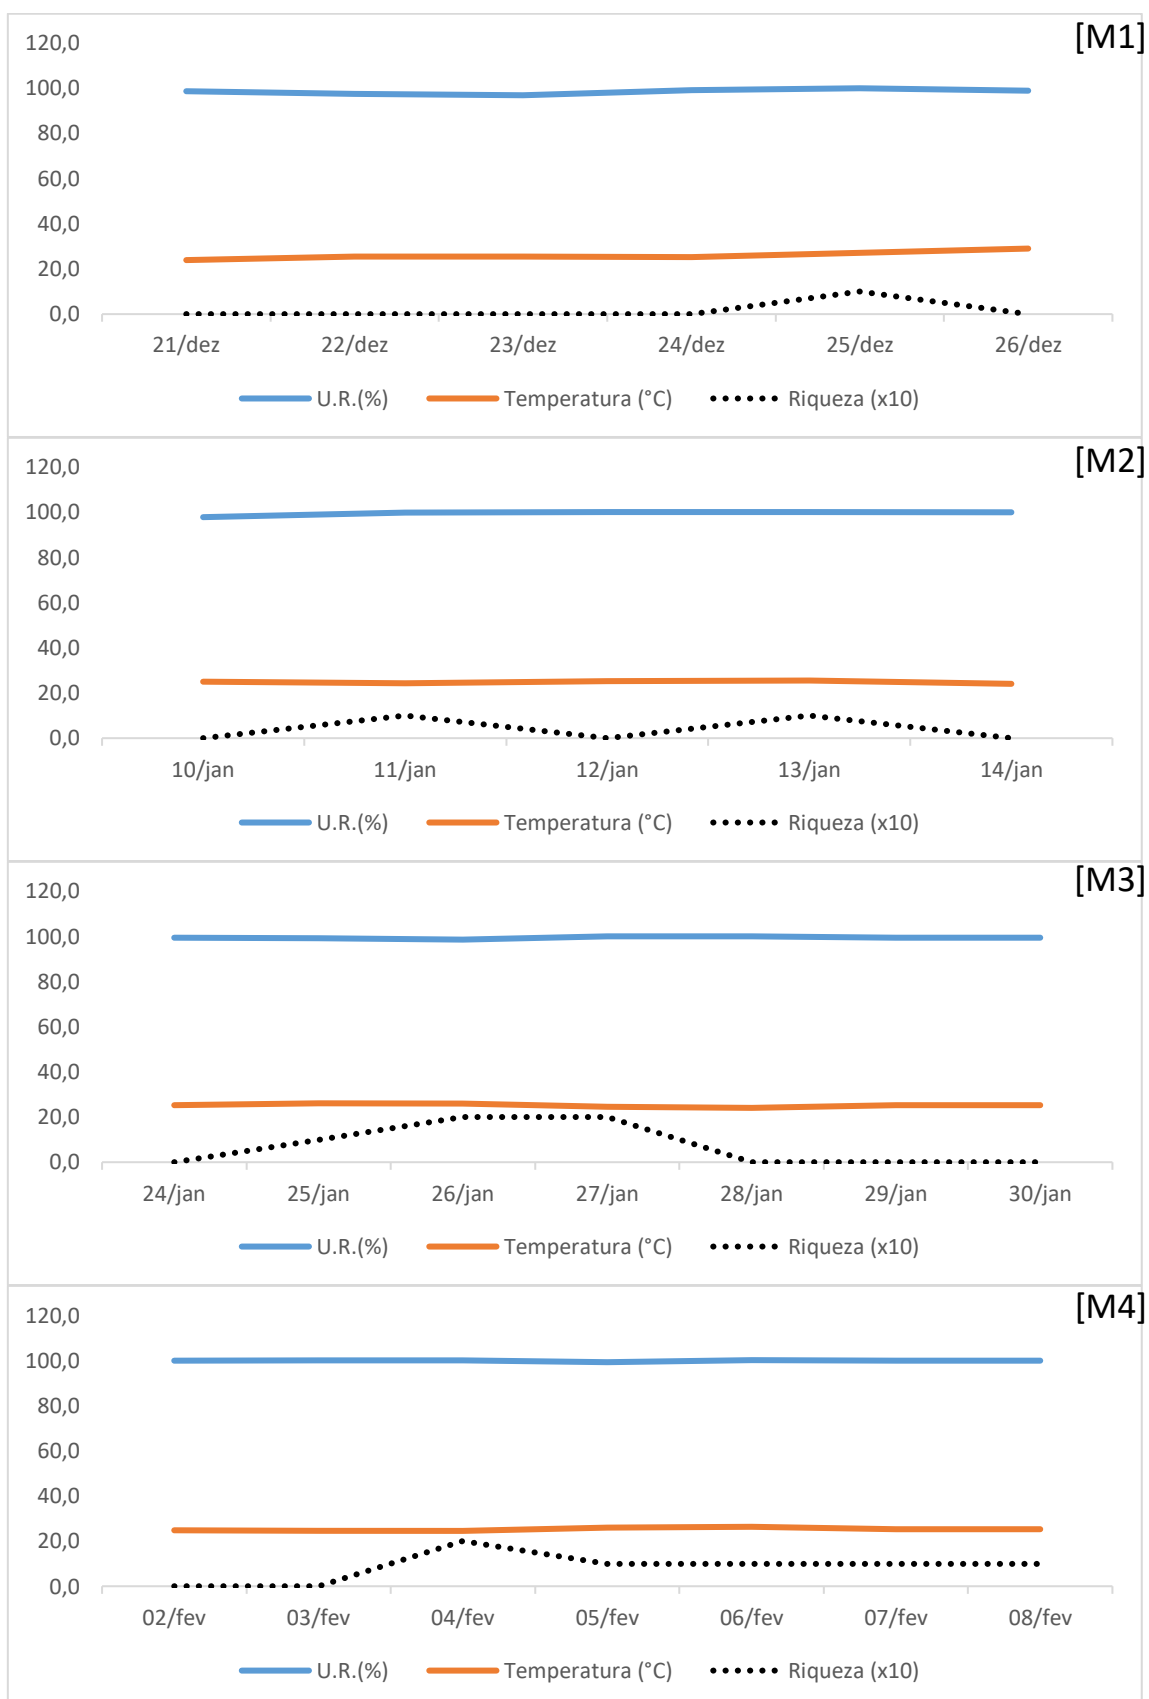 [M1]
120,0
100,0
80,0
60,0
40,0
20,0
0,0
21/dez 22/dez 23/dez 24/dez 25/dez 26/dez
U.R.(%) Temperatura (°C) Riqueza (x10)
[M2]
120,0
100,0
80,0
60,0
40,0
20,0
0,0
10/jan 11/jan 12/jan 13/jan 14/jan
U.R.(%) Temperatura (°C) Riqueza (x10)
[M3]
120,0
100,0
80,0
60,0
40,0
20,0
0,0
24/jan 25/jan 26/jan 27/jan 28/jan 29/jan 30/jan
U.R.(%) Temperatura (°C) Riqueza (x10)
[M4]
120,0
100,0
80,0
60,0
40,0
20,0
0,0
02/fev 03/fev 04/fev 05/fev 06/fev 07/fev 08/fev
U.R.(%) Temperatura (°C) Riqueza (x10)